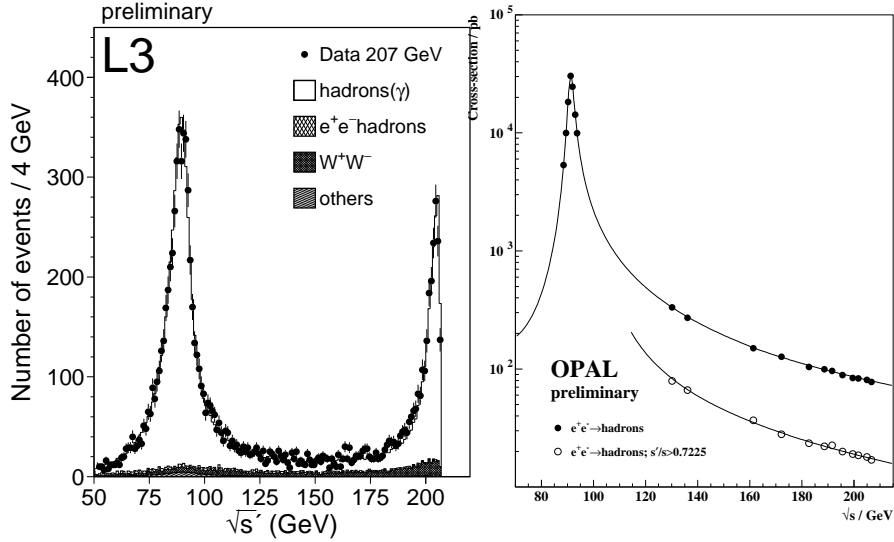 preliminary
L3
Data 207 GeV
hadrons(γ)
e⁺e⁻hadrons
W⁺W⁻
others
Number of events / 4 GeV
400
300
200
100
0
50 75 100 125 150 175 200
√s´ (GeV)
Cross-section / pb
10⁵
10⁴
10³
10²
OPAL
preliminary
e⁺e⁻→hadrons
e⁺e⁻→hadrons; s′/s>0.7225
80 100 120 140 160 180 200
√s / GeV